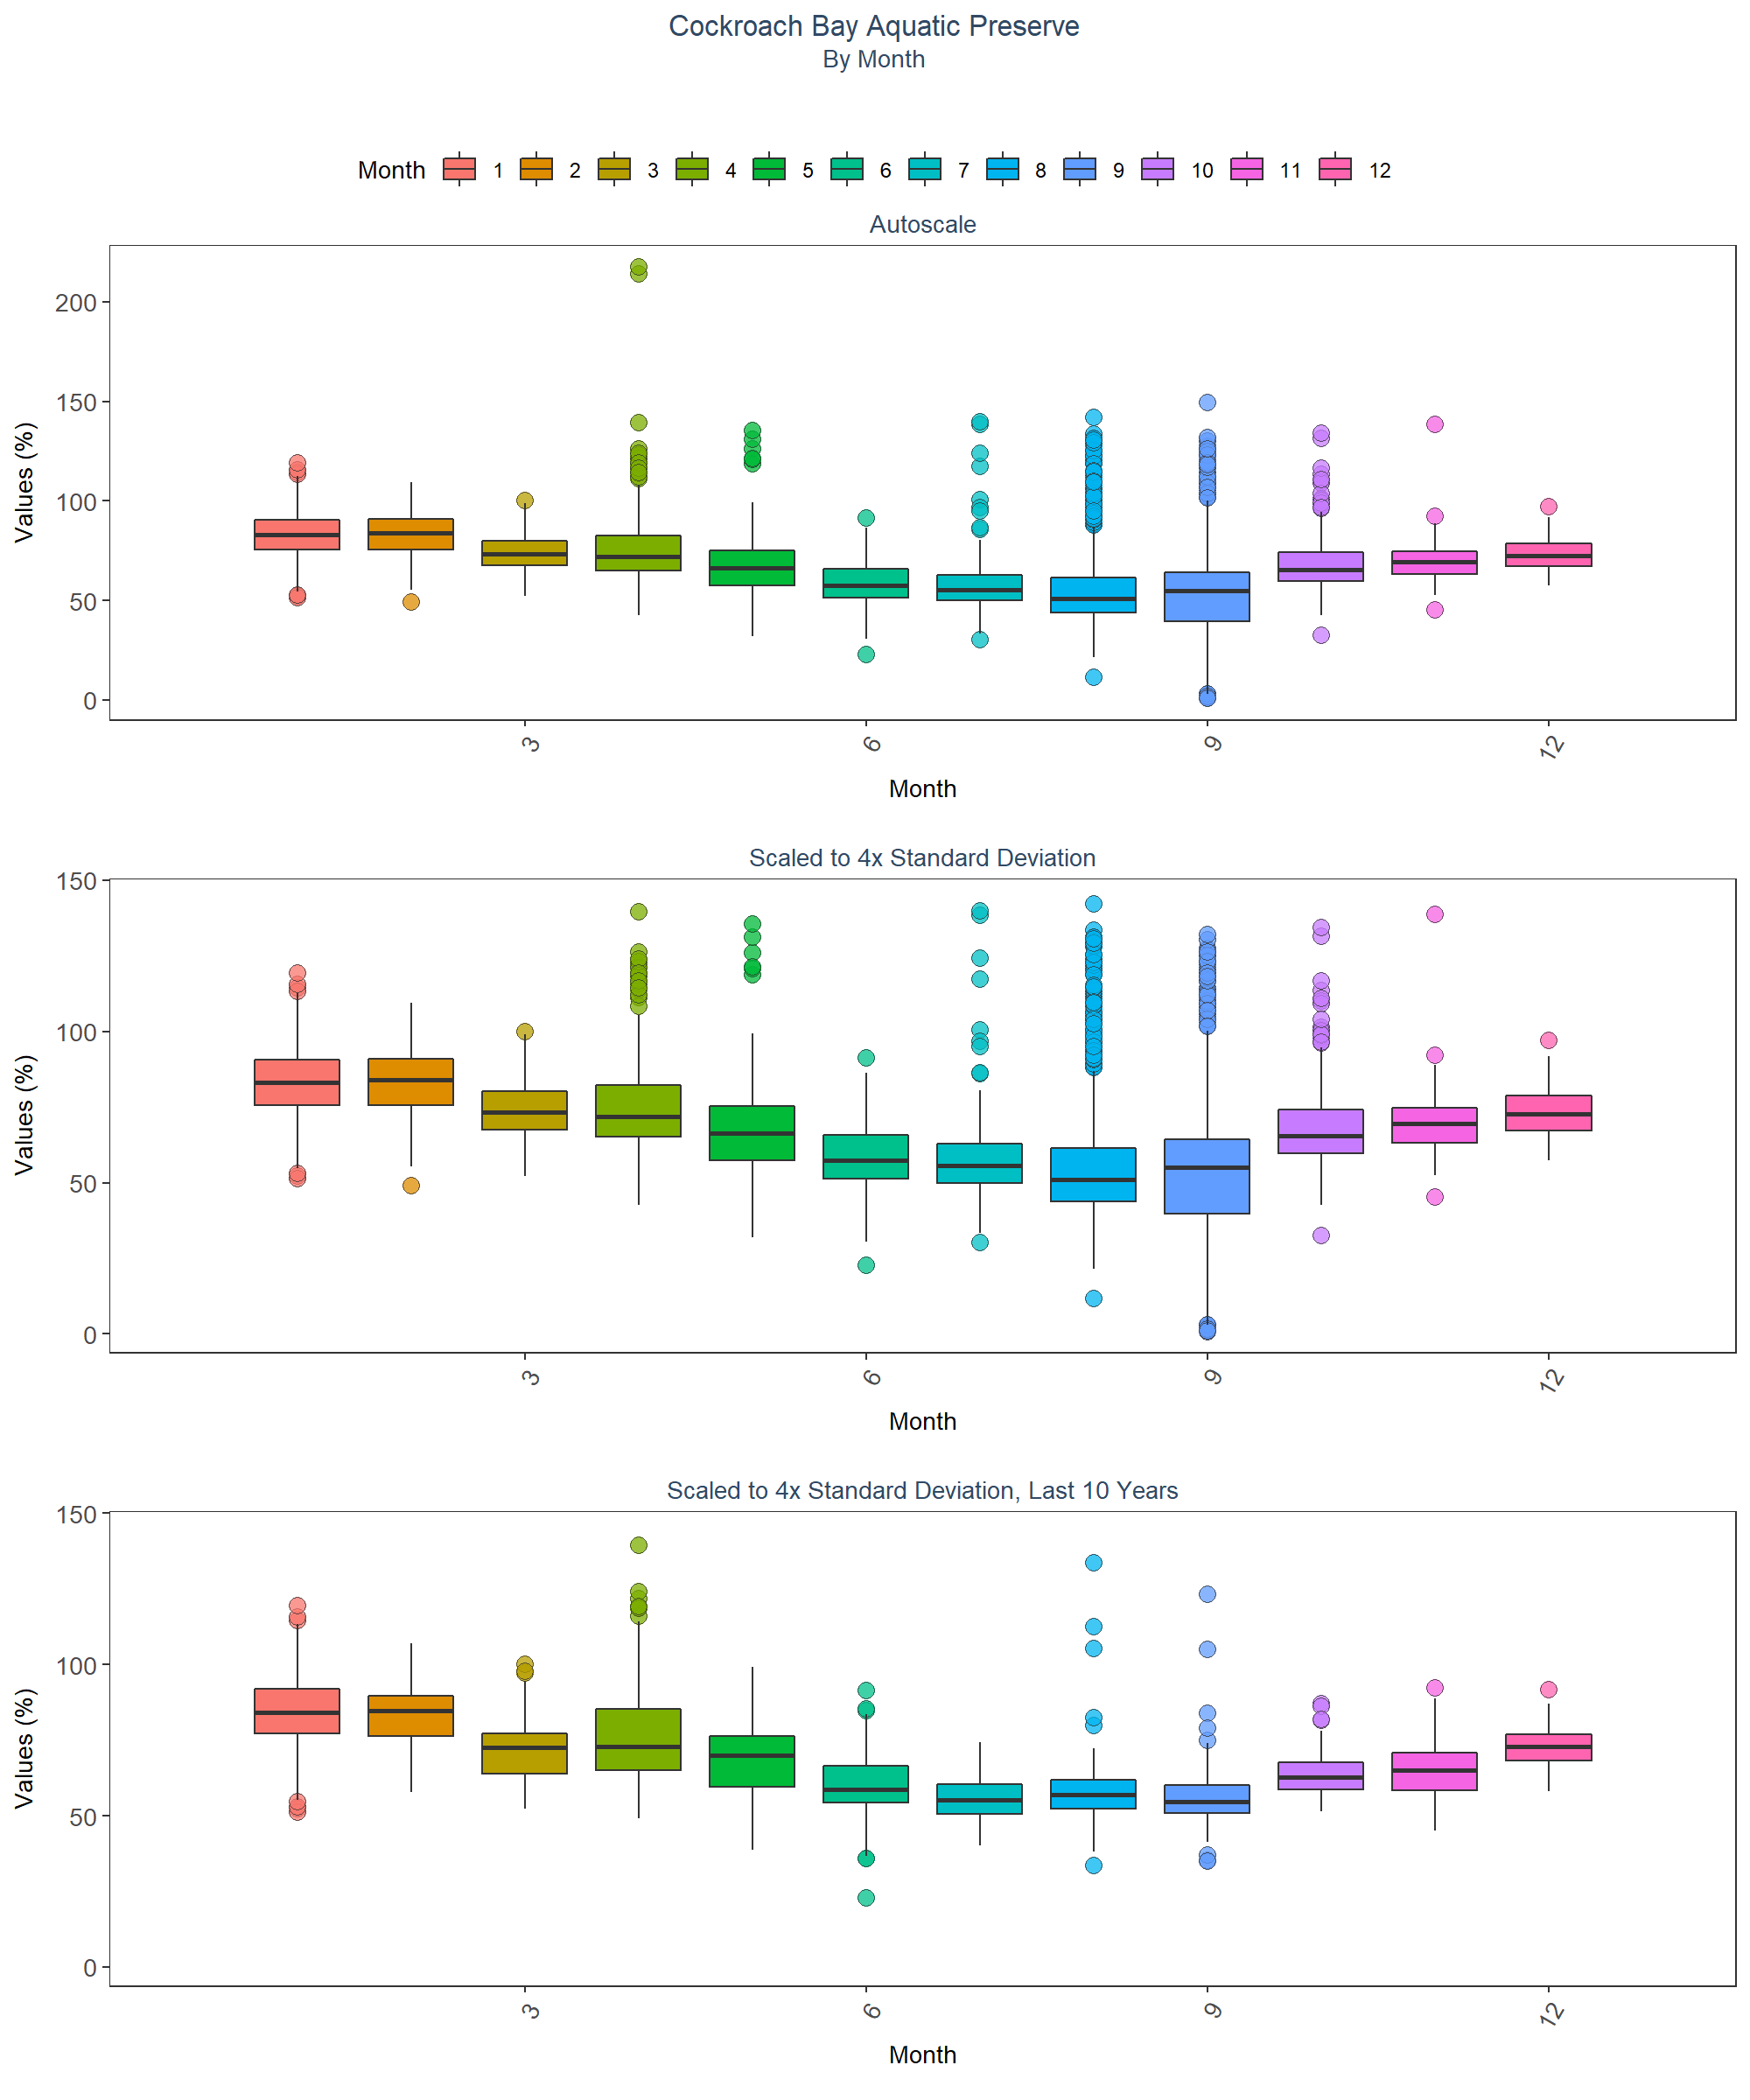 Cockroach Bay Aquatic Preserve
By Month
Month 1 2 3 4 5 6 7 8 9 10 11 12
Autoscale
Values (%)
200
150
100
50
0
3 6 9 12
Month
Scaled to 4x Standard Deviation
Values (%)
150
100
50
0
3 6 9 12
Month
Scaled to 4x Standard Deviation, Last 10 Years
Values (%)
150
100
50
0
3 6 9 12
Month